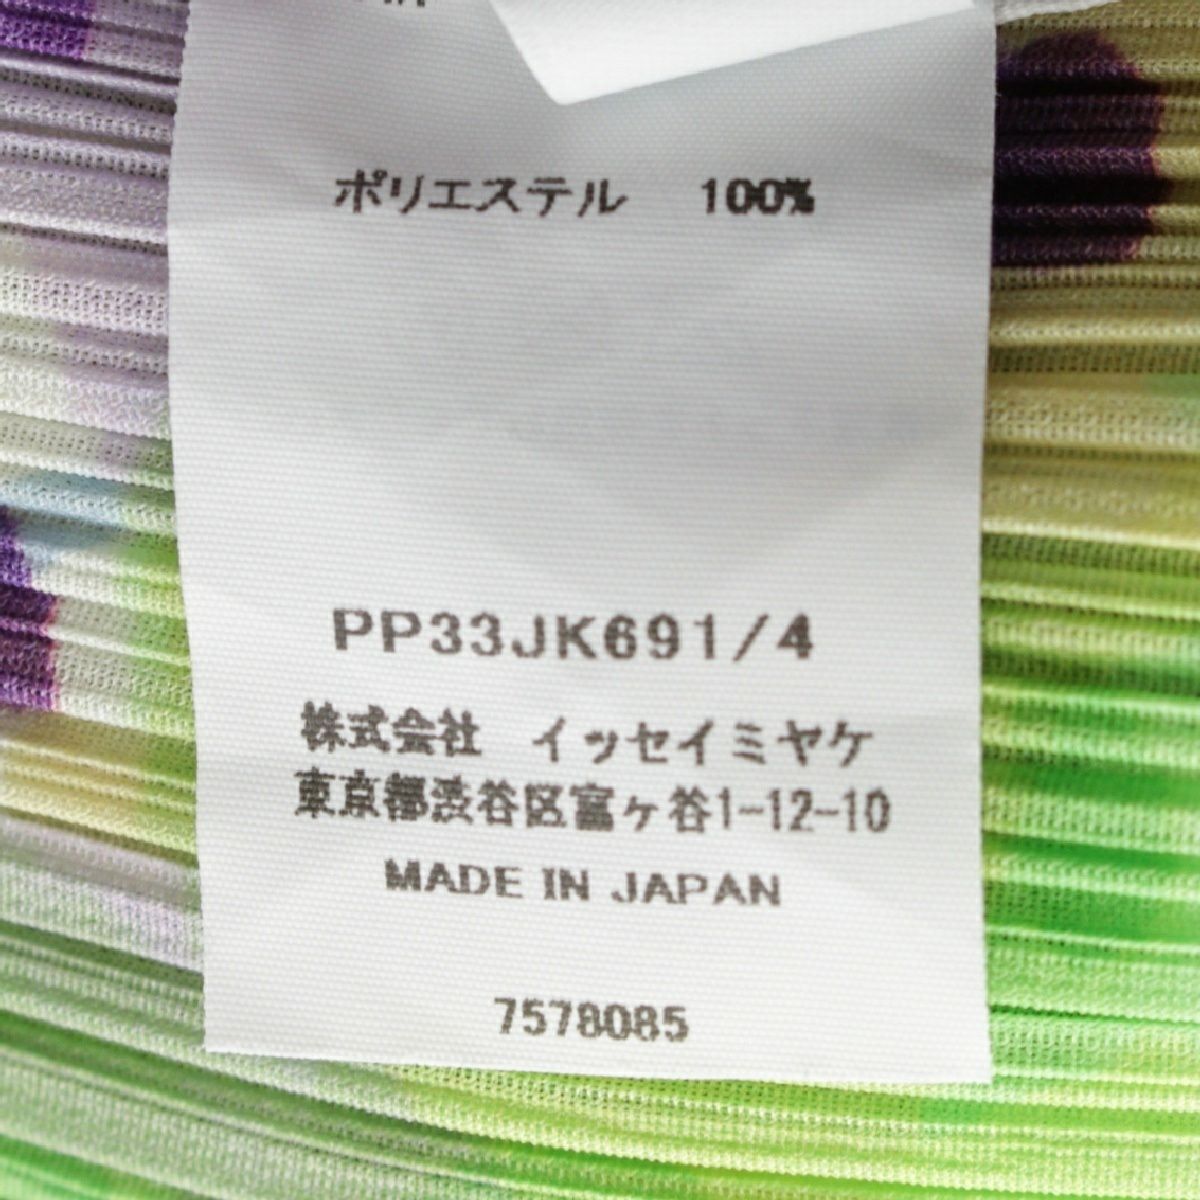 ポリエステル 100%
PP33JK691/4
株式会社 イッセイミヤケ
東京都渋谷区富ヶ谷1-12-10
MADE IN JAPAN
7578085